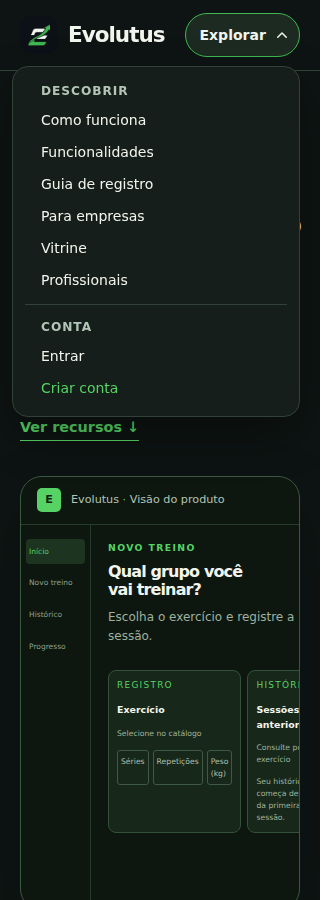 Evolutus
Explorar
DESCOBRIR
Como funciona
Funcionalidades
Guia de registro
Para empresas
Vitrine
Profissionais
CONTA
Entrar
Criar conta
Ver recursos ↓
E
Evolutus · Visão do produto
Início
Novo treino
Histórico
Progresso
NOVO TREINO
Qual grupo você
vai treinar?
Escolha o exercício e registre a
sessão.
REGISTRO
Exercício
Selecione no catálogo
Séries
Repetições
Peso
(kg)
Sessões
Consulte
exercício
Seu
começa de
da primeira
sessão.